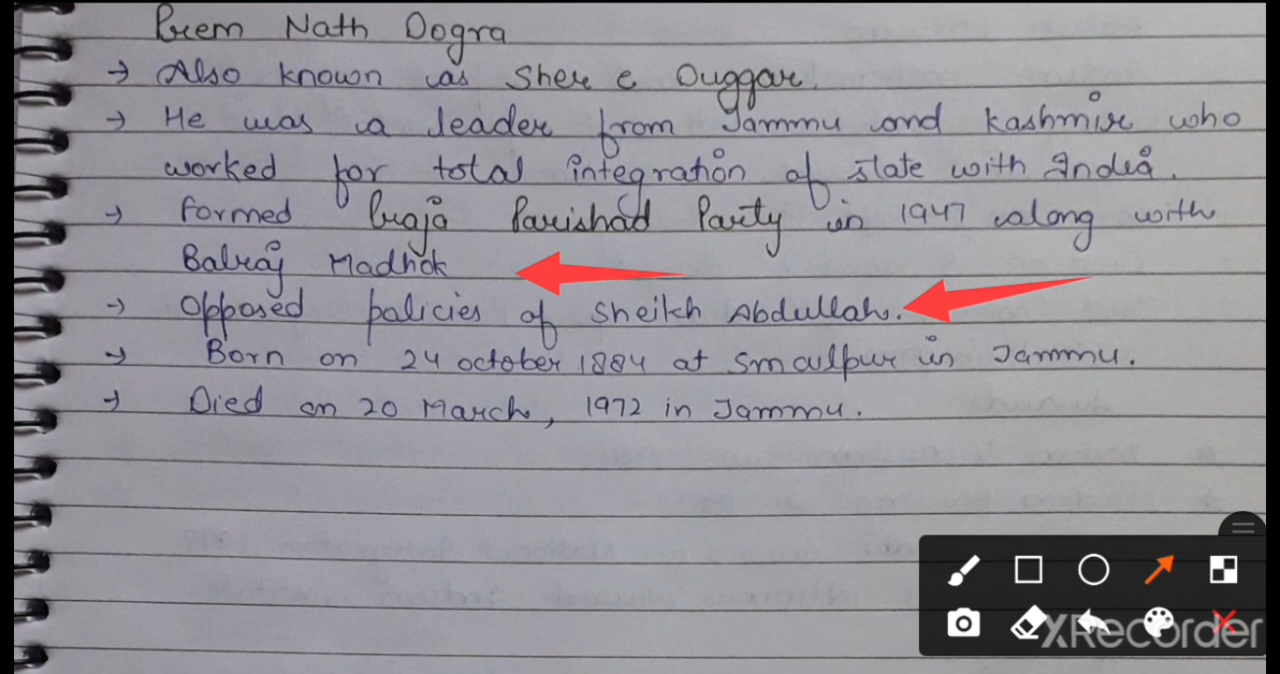 Prem Nath Dogra
→ Also known as Sher e Duggar.
→ He was a leader from Jammu and Kashmir who
worked for total integration of state with India.
→ Formed Praja Parishad Party in 1947 along with
Balraj Madhok
→ Opposed policies of Sheikh Abdullah.
→ Born on 24 october 1884 at Smailpur in Jammu.
→ Died on 20 March, 1972 in Jammu.
XRecorder